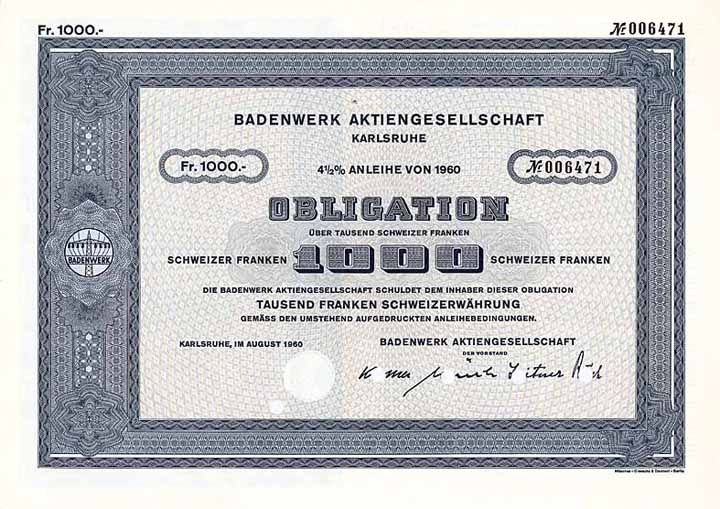 Fr. 1000.-
№ 006471
BADENWERK AKTIENGESELLSCHAFT
KARLSRUHE
Fr. 1000.-
4½% ANLEIHE VON 1960
№ 006471
OBLIGATION
ÜBER TAUSEND SCHWEIZER FRANKEN
SCHWEIZER FRANKEN 1000 SCHWEIZER FRANKEN
BADENWERK
DIE BADENWERK AKTIENGESELLSCHAFT SCHULDET DEM INHABER DIESER OBLIGATION
TAUSEND FRANKEN SCHWEIZERWÄHRUNG
GEMÄSS DEN UMSTEHEND AUFGEDRUCKTEN ANLEIHEBEDINGUNGEN.
KARLSRUHE, IM AUGUST 1960
BADENWERK AKTIENGESELLSCHAFT
DER VORSTAND